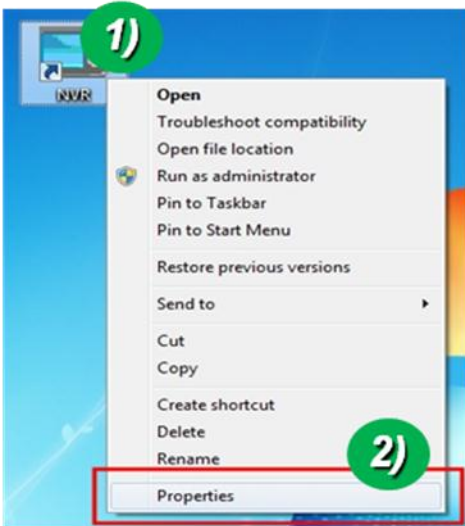 1)
NVR
Open
Troubleshoot compatibility
Open file location
Run as administrator
Pin to Taskbar
Pin to Start Menu
Restore previous versions
Send to
Cut
Copy
Create shortcut
Delete
Rename
2)
Properties